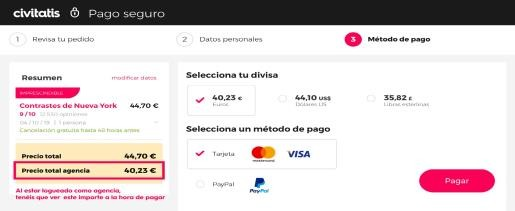 civitatis Pago seguro
1 Revisa tu pedido
2 Datos personales
3 Método de pago
Resumen modificar datos
IMPRESCINDIBLE
Contrastes de Nueva York 44,70 €
9 / 10 12.550 opiniones
04 / 10 / 19 | 1 persona
Cancelación gratuita hasta 48 horas antes
Precio total 44,70 €
Precio total agencia 40,23 €
Al estar logueado como agencia,
tenéis que ver este importe a la hora de pagar
Selecciona tu divisa
40,23 €
Euros
44,10 US$
Dólares US
35,82 £
Libras esterlinas
Selecciona un método de pago
Tarjeta mastercard VISA
PayPal PayPal
Pagar